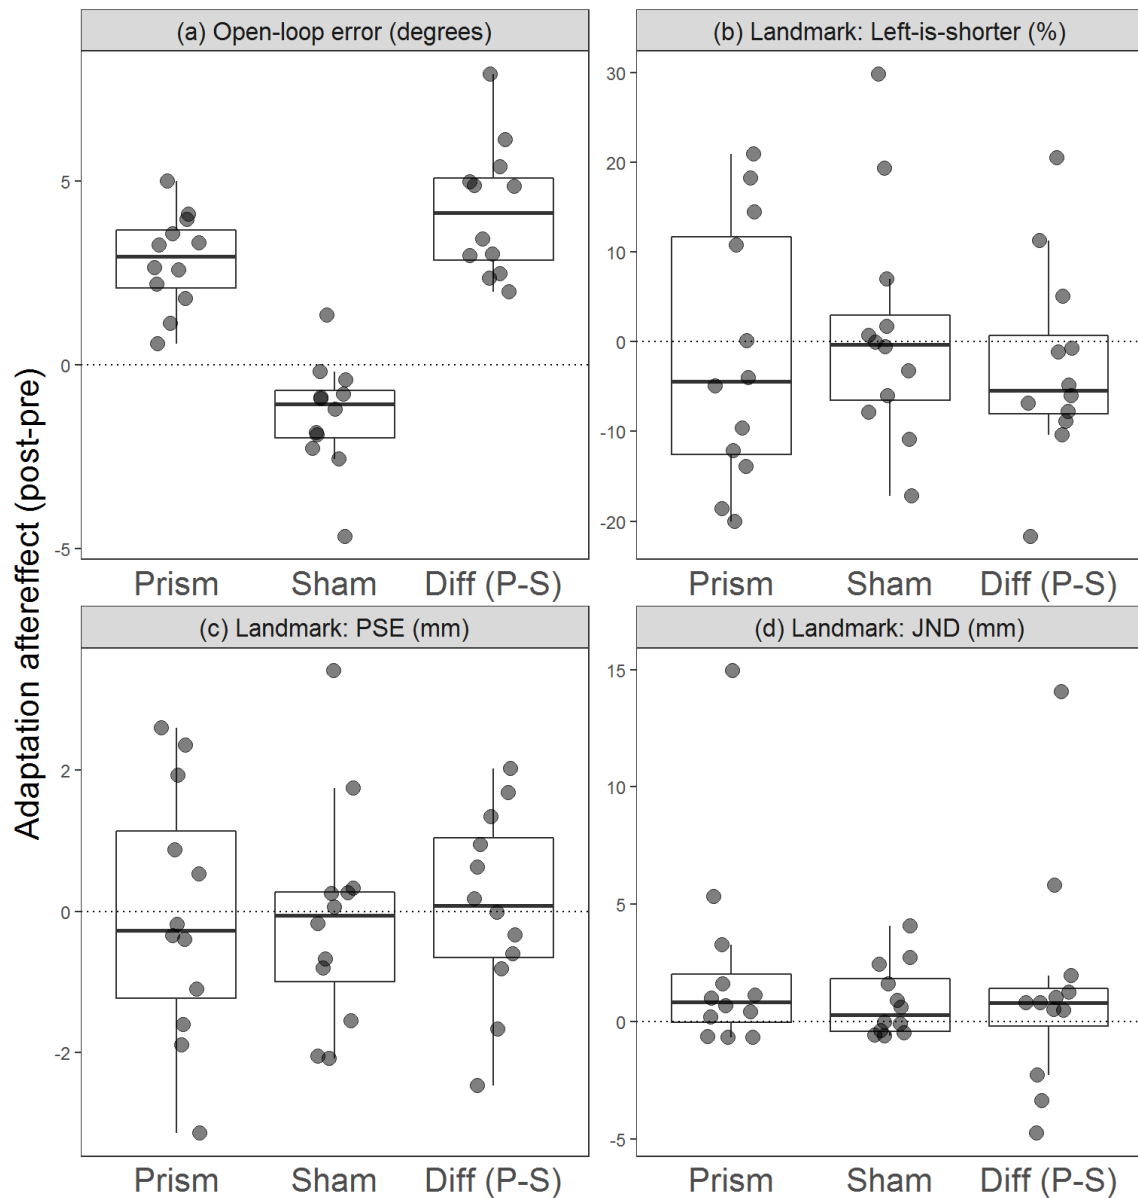 Adaptation aftereffect (post-pre)
(a) Open-loop error (degrees)
5
0
-5
Prism Sham Diff (P-S)
(b) Landmark: Left-is-shorter (%)
30
20
10
0
-10
-20
Prism Sham Diff (P-S)
(c) Landmark: PSE (mm)
2
0
-2
Prism Sham Diff (P-S)
(d) Landmark: JND (mm)
15
10
5
0
-5
Prism Sham Diff (P-S)